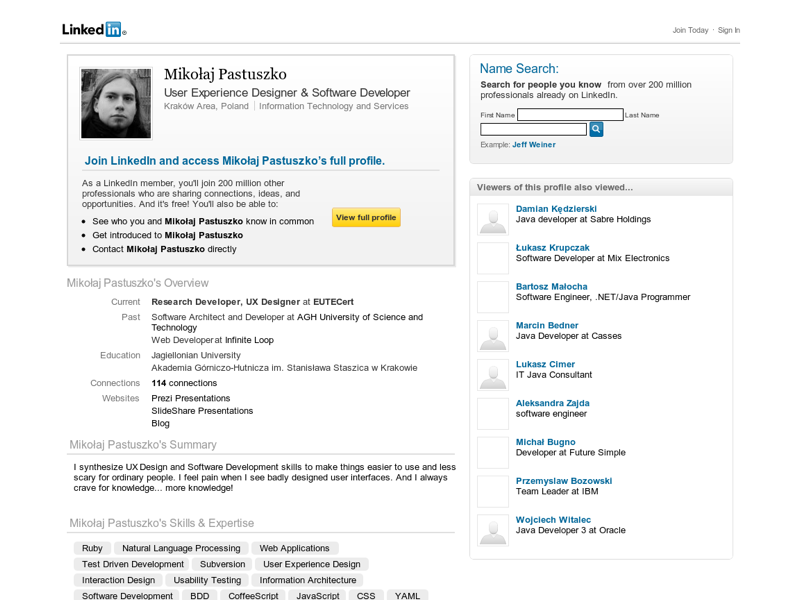 LinkedIn®
Join Today · Sign In
Mikołaj Pastuszko
User Experience Designer & Software Developer
Kraków Area, Poland | Information Technology and Services
Join LinkedIn and access Mikołaj Pastuszko's full profile.
As a LinkedIn member, you'll join 200 million other
professionals who are sharing connections, ideas, and
opportunities. And it's free! You'll also be able to:
• See who you and Mikołaj Pastuszko know in common
• Get introduced to Mikołaj Pastuszko
• Contact Mikołaj Pastuszko directly
View full profile
Mikołaj Pastuszko's Overview
Current Research Developer, UX Designer at EUTECert
Past Software Architect and Developer at AGH University of Science and
Technology
Web Developer at Infinite Loop
Education Jagiellonian University
Akademia Górniczo-Hutnicza im. Stanisława Staszica w Krakowie
Connections 114 connections
Websites Prezi Presentations
SlideShare Presentations
Blog
Mikołaj Pastuszko's Summary
I synthesize UX Design and Software Development skills to make things easier to use and less
scary for ordinary people. I feel pain when I see badly designed user interfaces. And I always
crave for knowledge... more knowledge!
Mikołaj Pastuszko's Skills & Expertise
Ruby Natural Language Processing Web Applications
Test Driven Development Subversion User Experience Design
Interaction Design Usability Testing Information Architecture
Software Development BDD CoffeeScript JavaScript CSS YAML
Name Search:
Search for people you know from over 200 million
professionals already on LinkedIn.
First Name Last Name
Example: Jeff Weiner
Viewers of this profile also viewed...
Damian Kędzierski
Java developer at Sabre Holdings
Łukasz Krupczak
Software Developer at Mix Electronics
Bartosz Małocha
Software Engineer, .NET/Java Programmer
Marcin Bedner
Java Developer at Casses
Lukasz Cimer
IT Java Consultant
Aleksandra Zajda
software engineer
Michał Bugno
Developer at Future Simple
Przemyslaw Bozowski
Team Leader at IBM
Wojciech Witalec
Java Developer 3 at Oracle